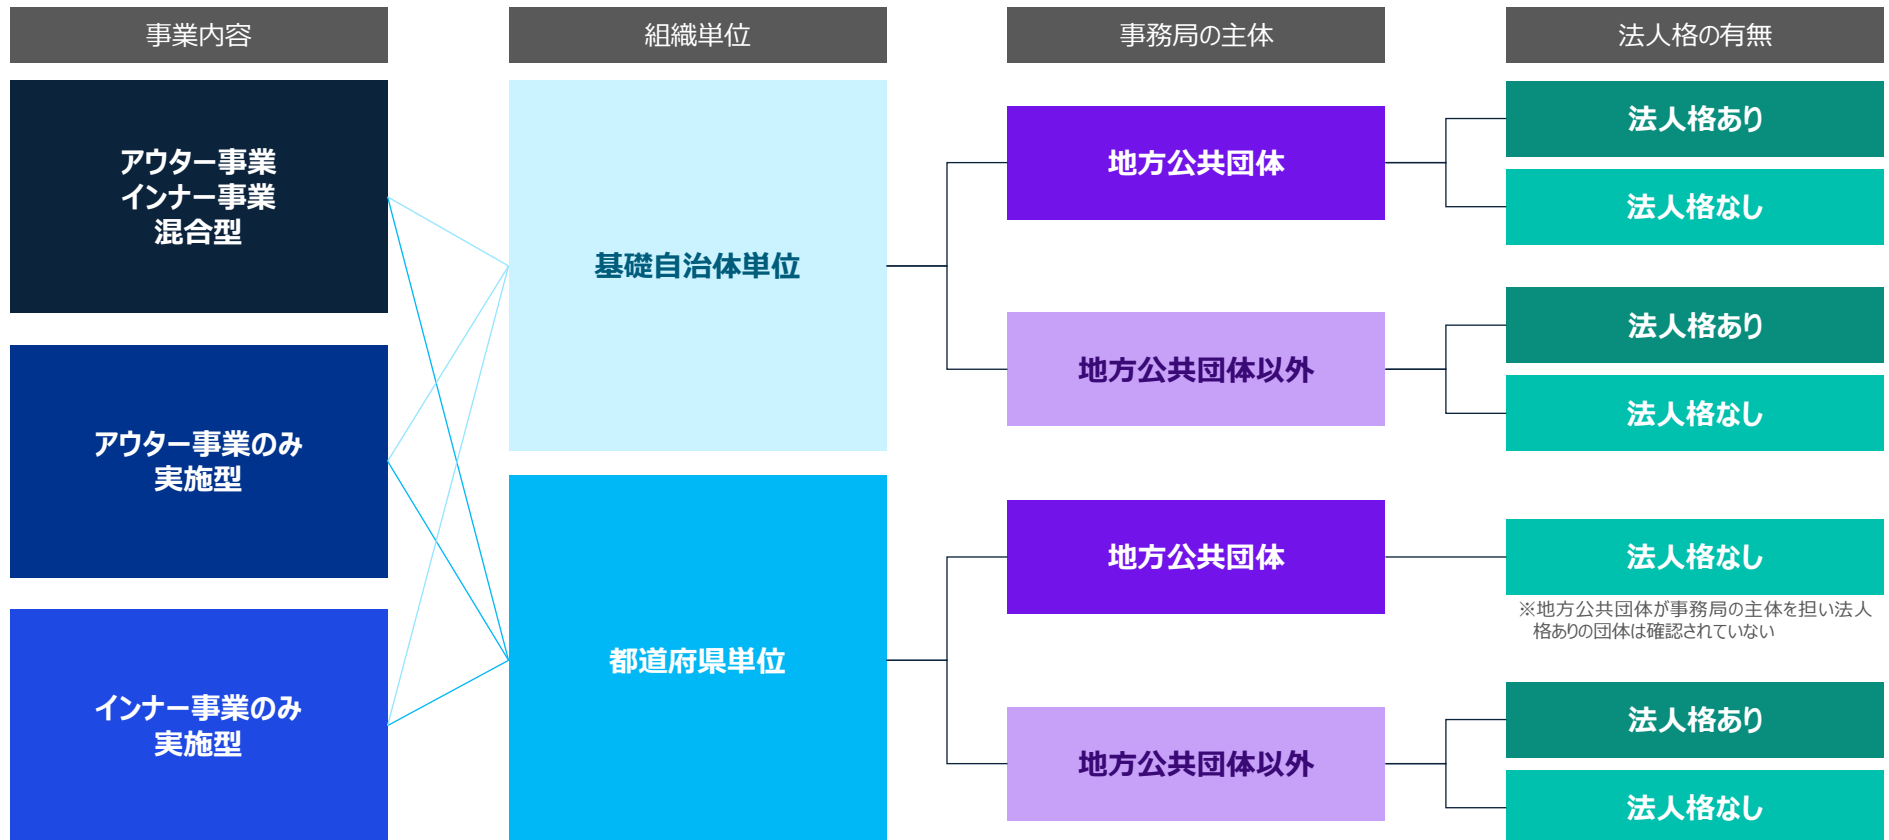 事業内容
組織単位
事務局の主体
法人格の有無
アウター事業
インナー事業
混合型
アウター事業のみ
実施型
インナー事業のみ
実施型
基礎自治体単位
都道府県単位
地方公共団体
地方公共団体以外
地方公共団体
地方公共団体以外
法人格あり
法人格なし
法人格あり
法人格なし
法人格なし
※地方公共団体が事務局の主体を担い法人
格ありの団体は確認されていない
法人格あり
法人格なし